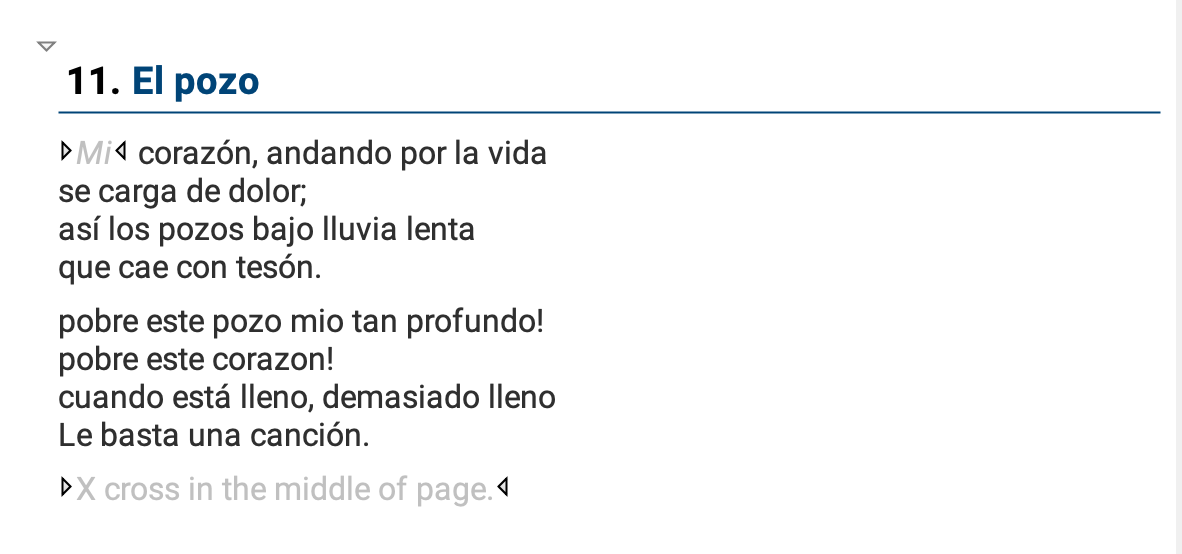 11. El pozo
Mi corazón, andando por la vida
se carga de dolor;
así los pozos bajo lluvia lenta
que cae con tesón.
pobre este pozo mio tan profundo!
pobre este corazon!
cuando está lleno, demasiado lleno
Le basta una canción.
X cross in the middle of page.